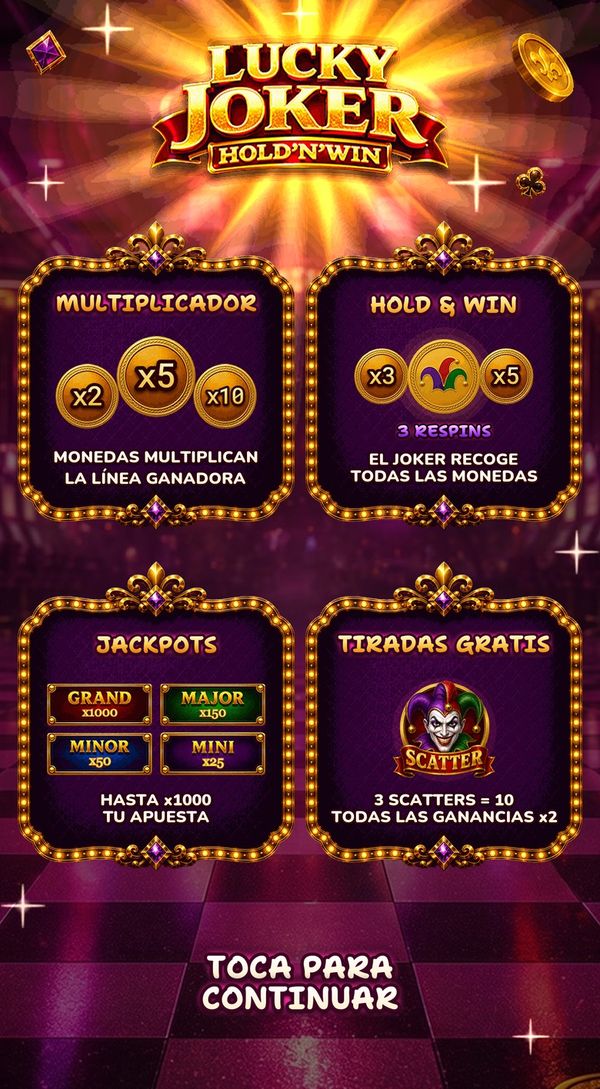 LUCKY
JOKER
HOLD'N'WIN
MULTIPLICADOR
x2
x5
x10
MONEDAS MULTIPLICAN
LA LÍNEA GANADORA
HOLD & WIN
x3
x5
3 RESPINS
EL JOKER RECOGE
TODAS LAS MONEDAS
JACKPOTS
GRAND
x1000
MAJOR
x150
MINOR
x50
MINI
x25
HASTA x1000
TU APUESTA
TIRADAS GRATIS
SCATTER
3 SCATTERS = 10
TODAS LAS GANANCIAS x2
TOCA PARA
CONTINUAR